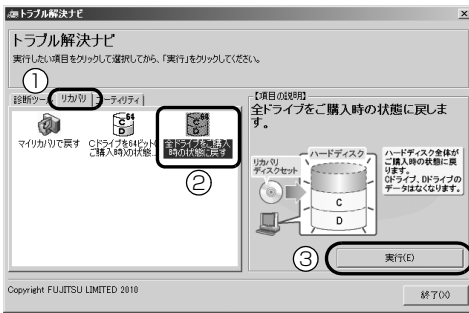 トラブル解決ナビ
トラブル解決ナビ
実行したい項目をクリックして選択してから、「実行」をクリックしてください。
①
診断ツール リカバリ ユーティリティ
マイリカバリで戻す
Cドライブを64ビット
ご購入時の状態...
全ドライブをご購入
時の状態に戻す
64
C
D
64
C
D
②
【項目の説明】
全ドライブをご購入時の状態に戻しま
す。
リカバリ
ディスクセット
ハードディスク
C
D
ハードディスク全体が
ご購入時の状態に戻
ります。
Cドライブ、Dドライブの
データはなくなります。
③
実行(E)
Copyright FUJITSU LIMITED 2010
終了(X)